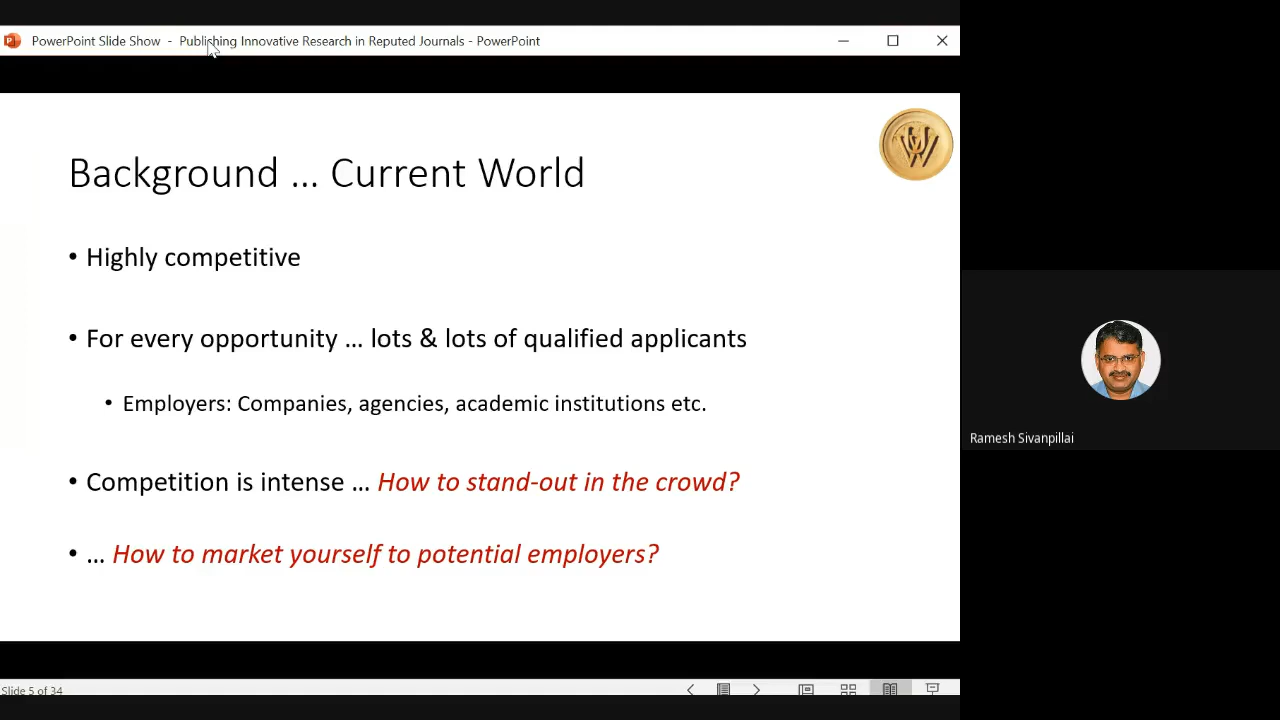 PowerPoint Slide Show - Publishing Innovative Research in Reputed Journals - PowerPoint
Background ... Current World
• Highly competitive
• For every opportunity ... lots & lots of qualified applicants
• Employers: Companies, agencies, academic institutions etc.
• Competition is intense ... How to stand-out in the crowd?
• ... How to market yourself to potential employers?
Ramesh Sivanpillai
Slide 5 of 34